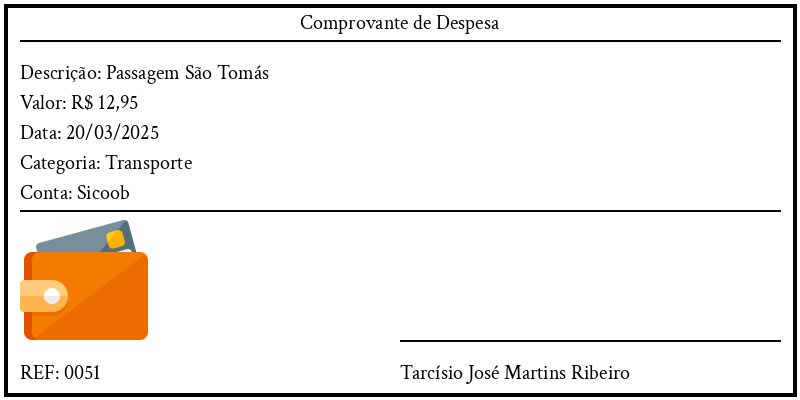 Comprovante de Despesa
Descrição: Passagem São Tomás
Valor: R$ 12,95
Data: 20/03/2025
Categoria: Transporte
Conta: Sicoob
REF: 0051
Tarcísio José Martins Ribeiro